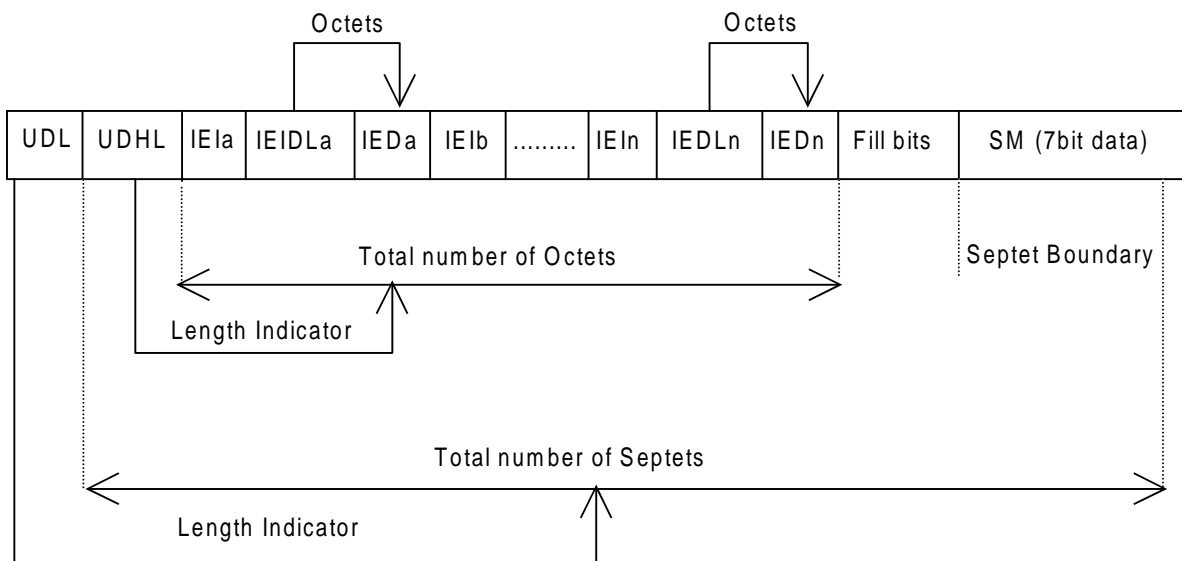 Octets Octets
UDL UDHL IEIa IEIDLa IEDa IEIb ......... IEIn IEDLn IEDn Fill bits SM (7bit data)
Total number of Octets
Septet Boundary
Length Indicator
Total number of Septets
Length Indicator